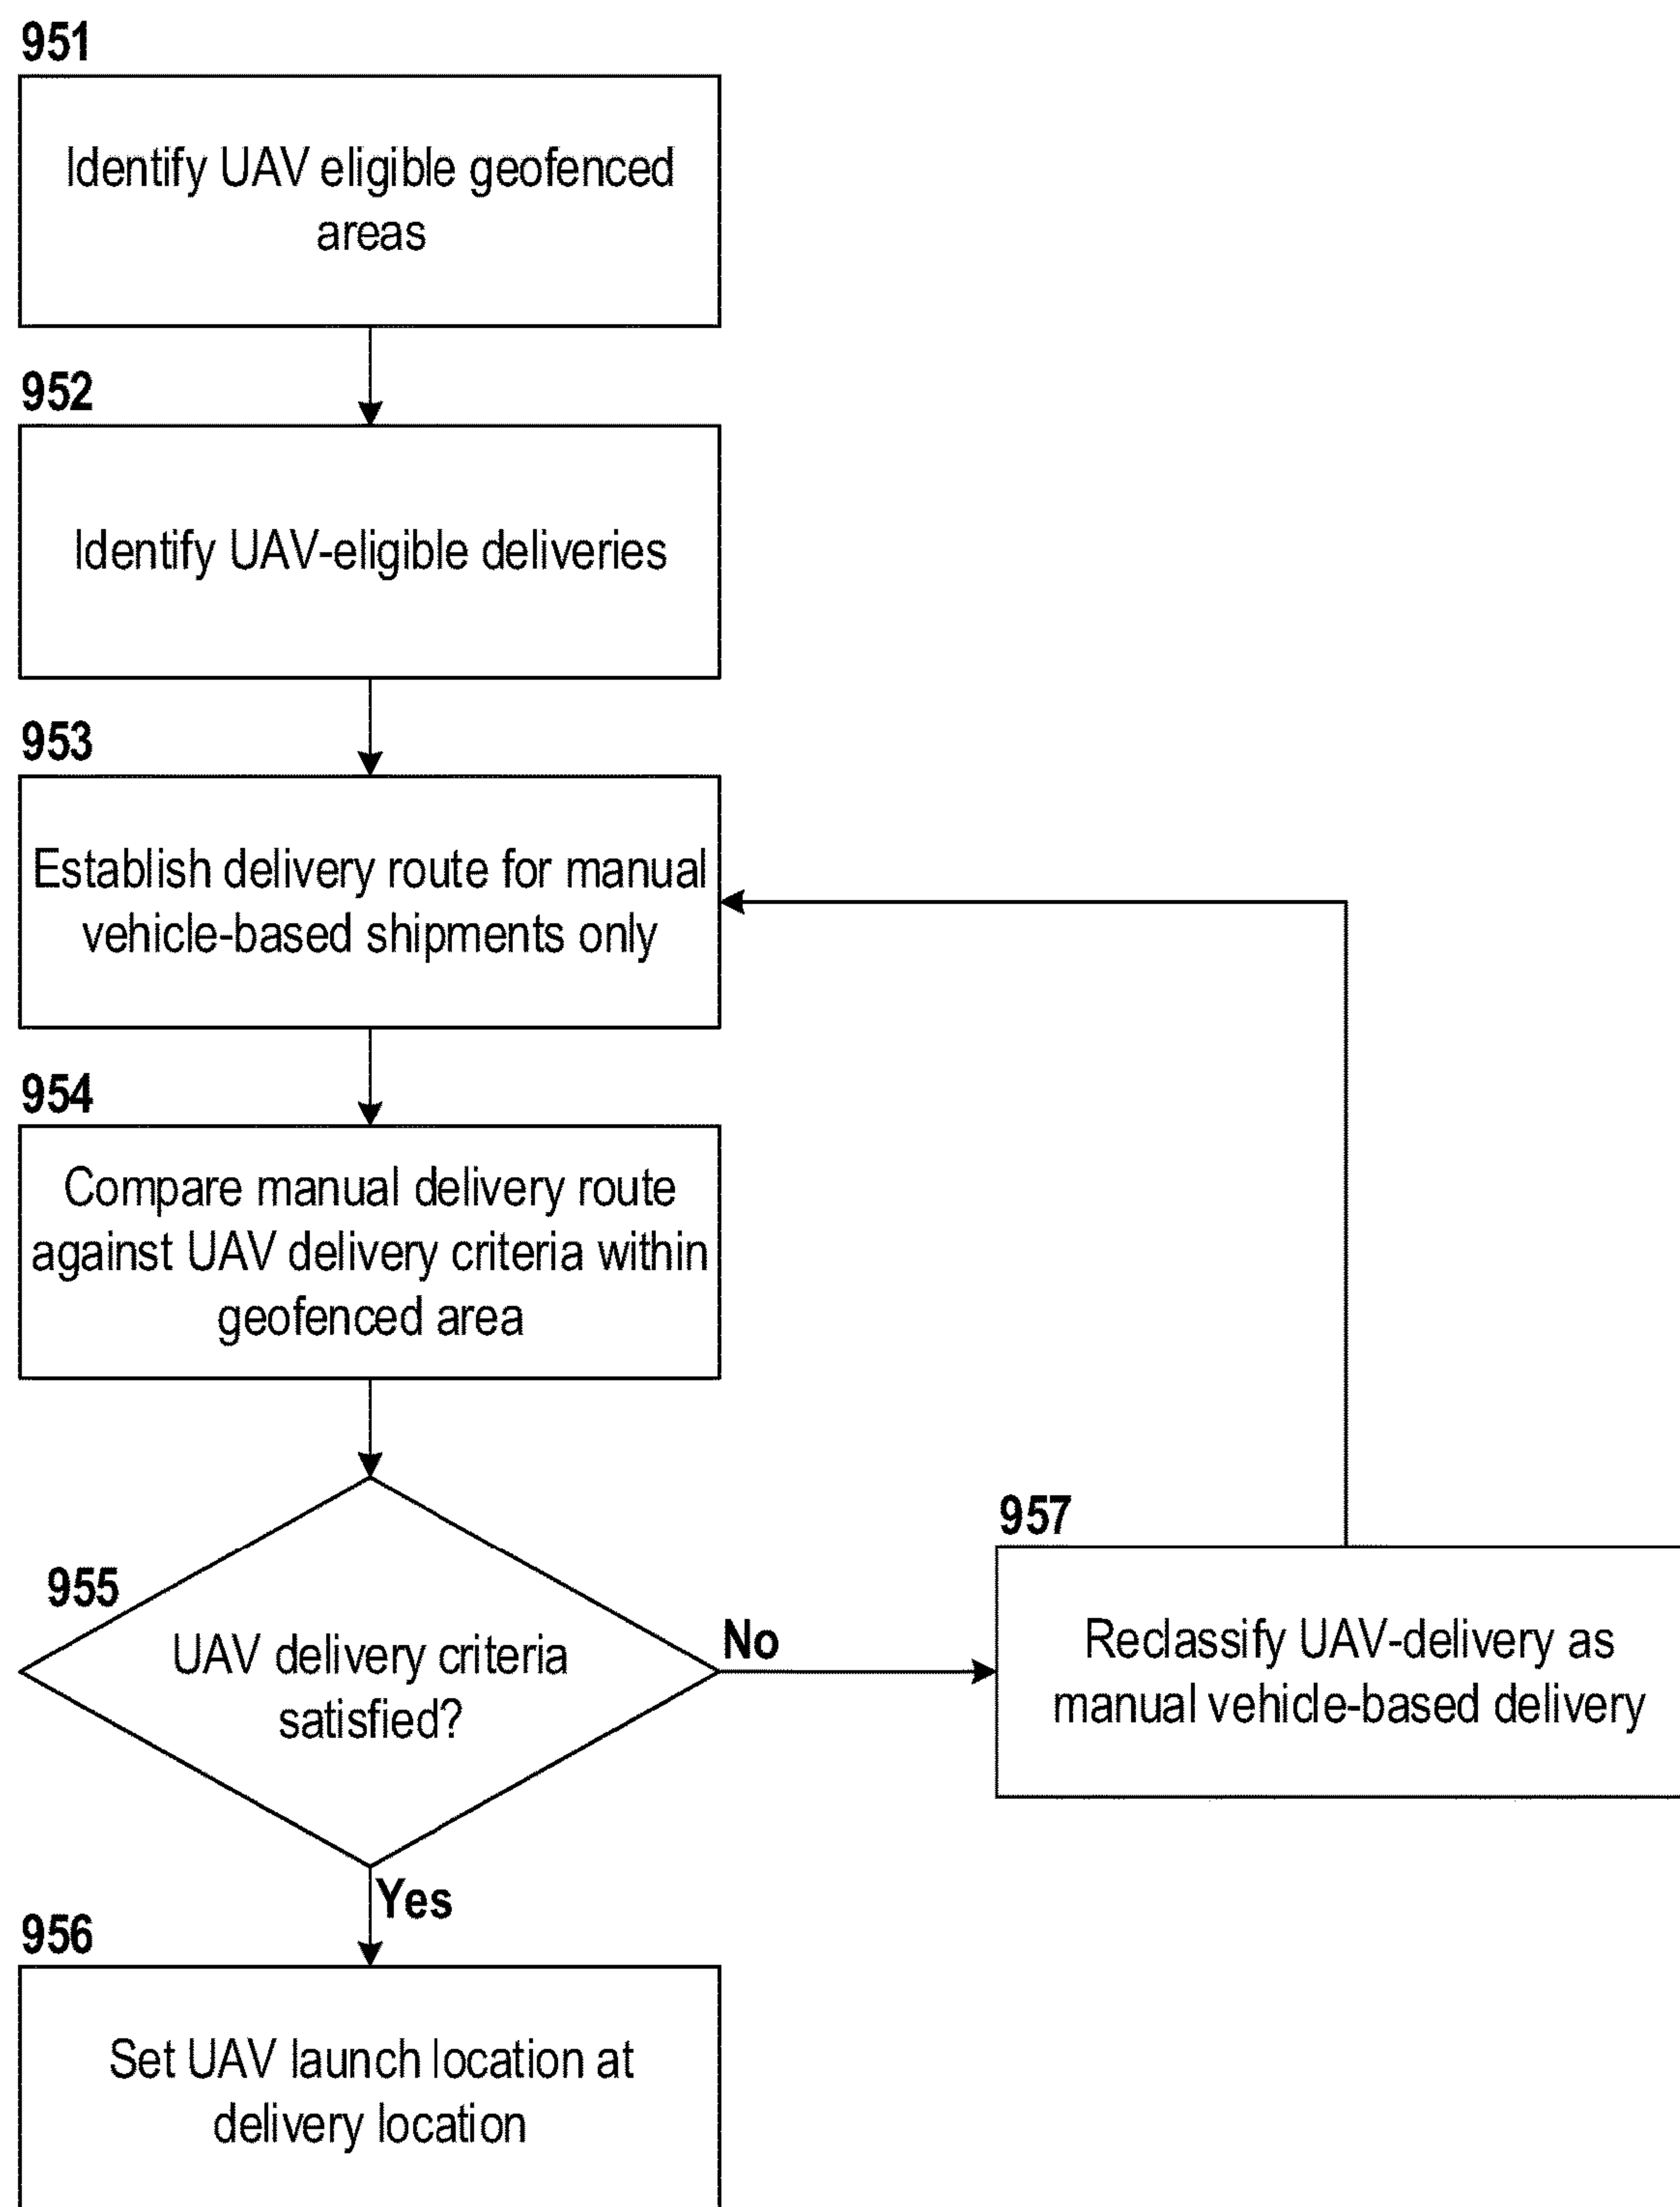 951
Identify UAV eligible geofenced
areas
952
Identify UAV-eligible deliveries
953
Establish delivery route for manual
vehicle-based shipments only
954
Compare manual delivery route
against UAV delivery criteria within
geofenced area
955
UAV delivery criteria
satisfied?
No
957
Reclassify UAV-delivery as
manual vehicle-based delivery
Yes
956
Set UAV launch location at
delivery location